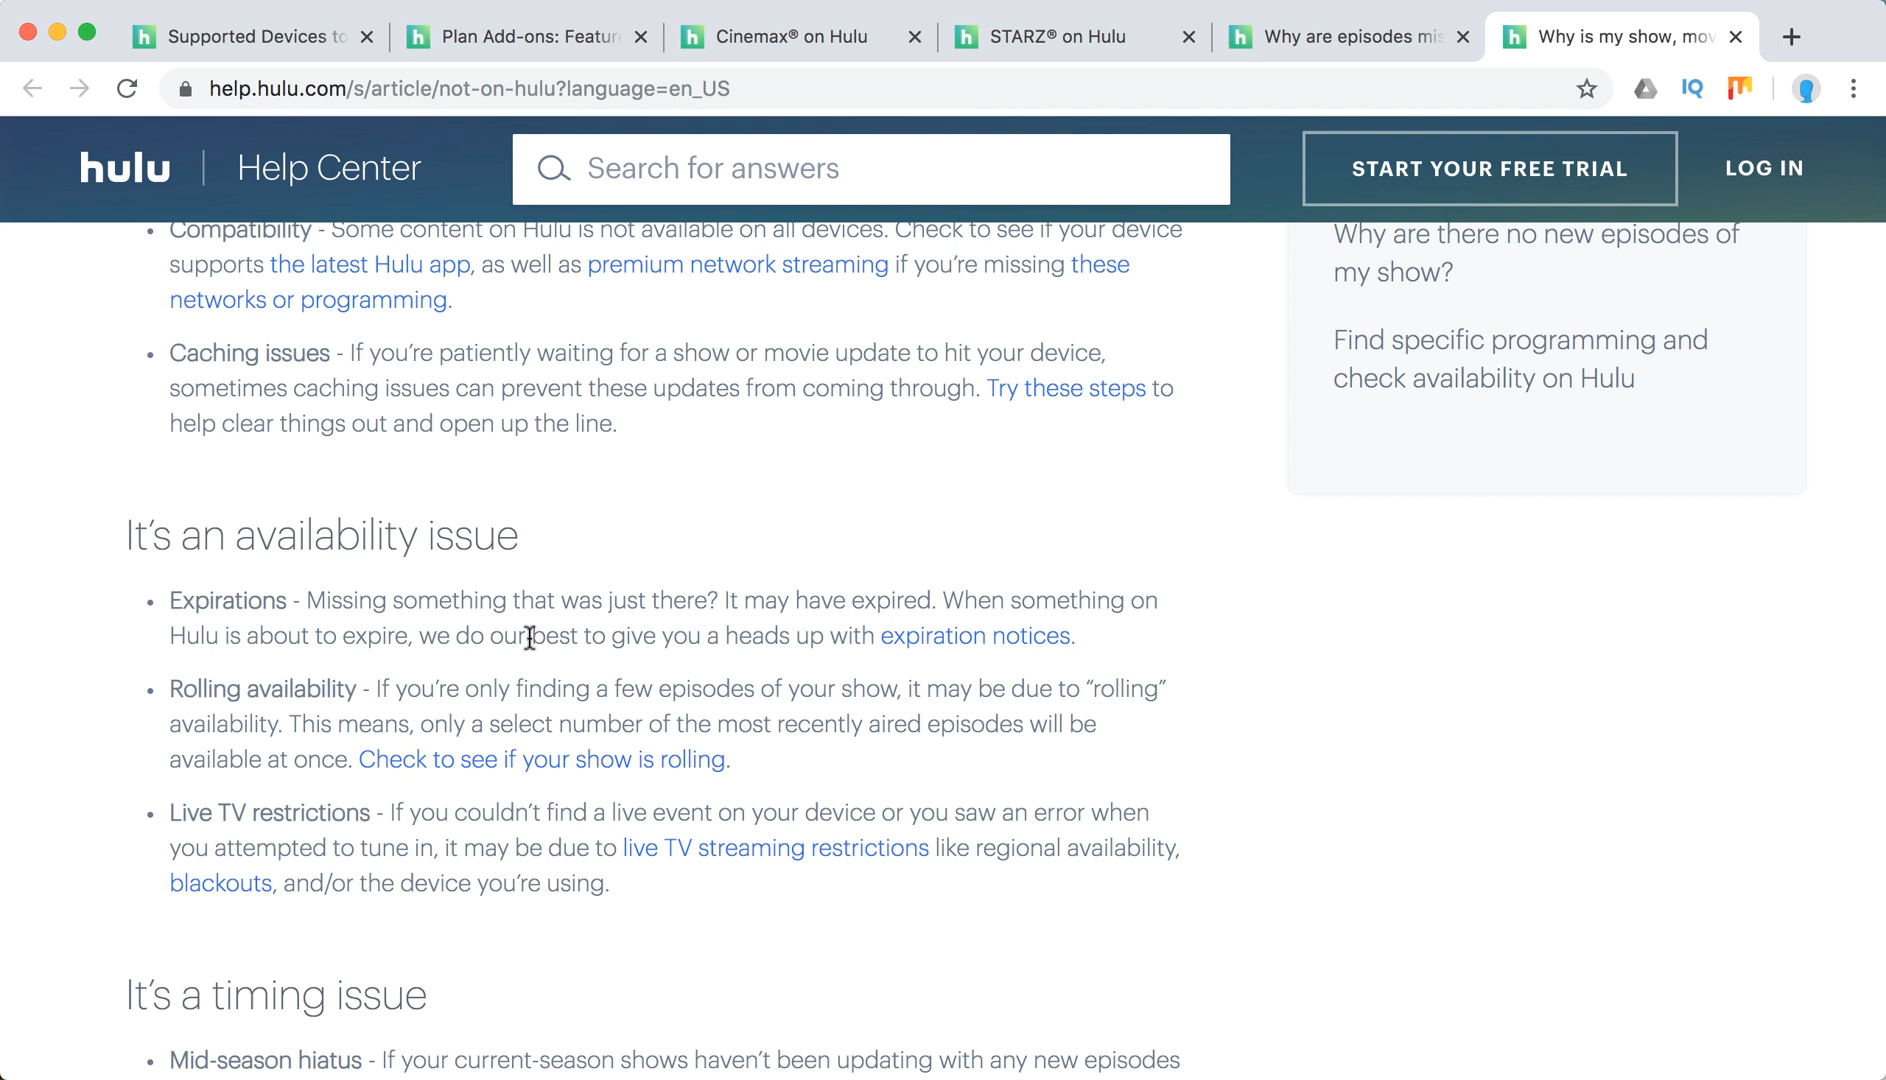 Supported Devices to
Plan Add-ons: Feature
Cinemax® on Hulu
STARZ® on Hulu
Why are episodes mis
Why is my show, mov
help.hulu.com/s/article/not-on-hulu?language=en_US
IQ
hulu | Help Center
Search for answers
START YOUR FREE TRIAL
LOG IN
• Compatibility - Some content on Hulu is not available on all devices. Check to see if your device
supports the latest Hulu app, as well as premium network streaming if you’re missing these
networks or programming.
• Caching issues - If you’re patiently waiting for a show or movie update to hit your device,
sometimes caching issues can prevent these updates from coming through. Try these steps to
help clear things out and open up the line.
Why are there no new episodes of
my show?
Find specific programming and
check availability on Hulu
It’s an availability issue
• Expirations - Missing something that was just there? It may have expired. When something on
Hulu is about to expire, we do our best to give you a heads up with expiration notices.
• Rolling availability - If you’re only finding a few episodes of your show, it may be due to “rolling”
availability. This means, only a select number of the most recently aired episodes will be
available at once. Check to see if your show is rolling.
• Live TV restrictions - If you couldn’t find a live event on your device or you saw an error when
you attempted to tune in, it may be due to live TV streaming restrictions like regional availability,
blackouts, and/or the device you’re using.
It’s a timing issue
• Mid-season hiatus - If your current-season shows haven’t been updating with any new episodes